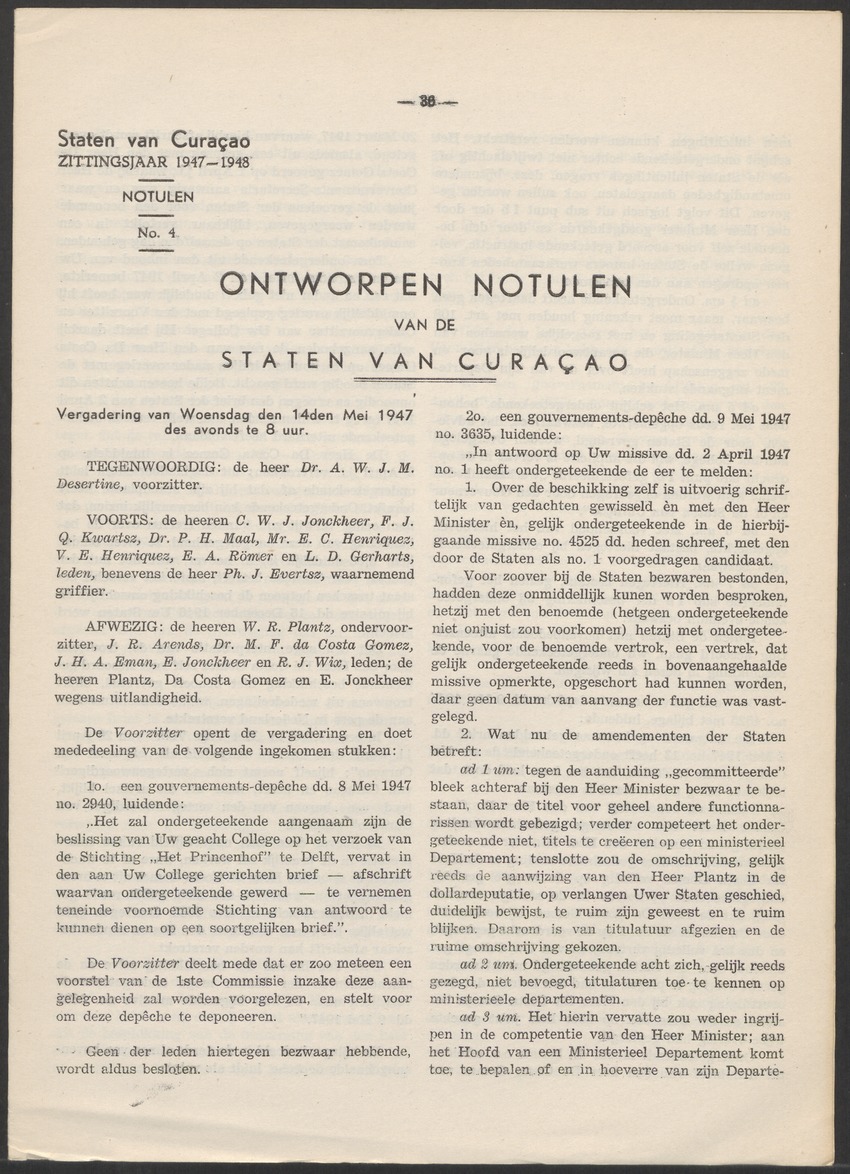 — 36 —
Staten van Curaçao
ZITTINGSJAAR 1947—1948
NOTULEN
No. 4
ONTWORPEN NOTULEN
VAN DE
STATEN VAN CURAÇAO
Vergadering van Woensdag den 14den Mei 1947
des avonds te 8 uur.
TEGENWOORDIG: de heer Dr. A. W. J. M.
Desertine, voorzitter.
VOORTS: de heeren C. W. J. Jonckheer, F. J.
Q. Kwartsz, Dr. P. H. Maal, Mr. E. C. Henriquez,
V. E. Henriquez, E. A. Römer en L. D. Gerharts,
leden, benevens de heer Ph. J. Evertsz, waarnemend
griffier.
AFWEZIG: de heeren W. R. Plantz, ondervoor-
zitter, J. R. Arends, Dr. M. F. da Costa Gomez,
J. H. A. Eman, E. Jonckheer en R. J. Wix, leden; de
heeren Plantz, Da Costa Gomez en E. Jonckheer
wegens uitlandigheid.
De Voorzitter opent de vergadering en doet
mededeeling van de volgende ingekomen stukken:
1o. een gouvernements-depêche dd. 8 Mei 1947
no. 2940, luidende:
„Het zal ondergeteekende aangenaam zijn de
beslissing van Uw geacht College op het verzoek van
de Stichting „Het Princenhof" te Delft, vervat in
den aan Uw College gerichten brief — afschrift
waarvan ondergeteekende gewerd — te vernemen
teneinde voornoemde Stichting van antwoord te
kunnen dienen op een soortgelijken brief.".
De Voorzitter deelt mede dat er zoo meteen een
voorstel van de 1ste Commissie inzake deze aan-
gelegenheid zal worden voorgelezen, en stelt voor
om deze depêche te deponeeren.
Geen der leden hiertegen bezwaar hebbende,
wordt aldus besloten.
2o. een gouvernements-depêche dd. 9 Mei 1947
no. 3635, luidende:
„In antwoord op Uw missive dd. 2 April 1947
no. 1 heeft ondergeteekende de eer te melden:
1. Over de beschikking zelf is uitvoerig schrif-
telijk van gedachten gewisseld èn met den Heer
Minister èn, gelijk ondergeteekende in de hierbij-
gaande missive no. 4525 dd. heden schreef, met den
door de Staten als no. 1 voorgedragen candidaat.
Voor zoover bij de Staten bezwaren bestonden,
hadden deze onmiddellijk kunen worden besproken,
hetzij met den benoemde (hetgeen ondergeteekende
niet onjuist zou voorkomen) hetzij met ondergetee-
kende, voor de benoemde vertrok, een vertrek, dat
gelijk ondergeteekende reeds in bovenaangehaalde
missive opmerkte, opgeschort had kunnen worden,
daar geen datum van aanvang der functie was vast-
gelegd.
2. Wat nu de amendementen der Staten
betreft:
ad 1 um: tegen de aanduiding „gecommitteerde"
bleek achteraf bij den Heer Minister bezwaar te be-
staan, daar de titel voor geheel andere functionna-
rissen wordt gebezigd; verder competeert het onder-
geteekende niet, titels te creëeren op een ministerieel
Departement; tenslotte zou de omschrijving, gelijk
reeds de aanwijzing van den Heer Plantz in de
dollardeputatie, op verlangen Uwer Staten geschied,
duidelijk bewijst, te ruim zijn geweest en te ruim
blijken. Daarom is van titulatuur afgezien en de
ruime omschrijving gekozen.
ad 2 um. Ondergeteekende acht zich, gelijk reeds
gezegd, niet bevoegd, titulaturen toe te kennen op
ministerieele departementen.
ad 3 um. Het hierin vervatte zou weder ingrij-
pen in de competentie van den Heer Minister; aan
het Hoofd van een Ministerieel Departement komt
toe, te bepalen of en in hoeverre van zijn Departe-